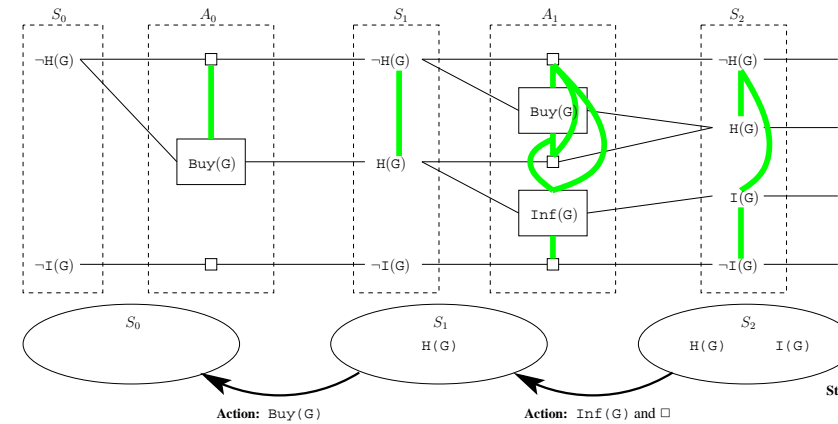 S₀ A₀ S₁ A₁ S₂
¬H(G) ¬H(G) ¬H(G)
Buy(G)
H(G)
Buy(G) H(G)
I(G)
Inf(G)
¬I(G) ¬I(G) ¬I(G)
S₀ S₁ S₂
H(G) H(G) I(G)
St
Action: Buy(G) Action: Inf(G) and □